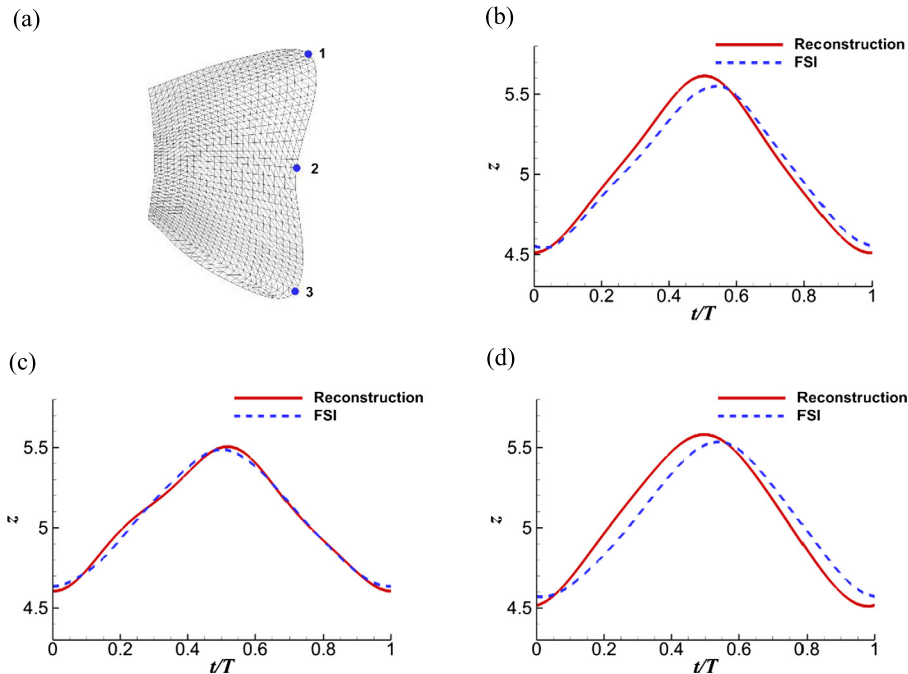 (a)
1
2
3
(b)
Reconstruction
FSI
z
5.5
5
4.5
0 0.2 0.4 0.6 0.8 1
t/T
(c)
Reconstruction
FSI
z
5.5
5
4.5
0 0.2 0.4 0.6 0.8 1
t/T
(d)
Reconstruction
FSI
z
5.5
5
4.5
0 0.2 0.4 0.6 0.8 1
t/T